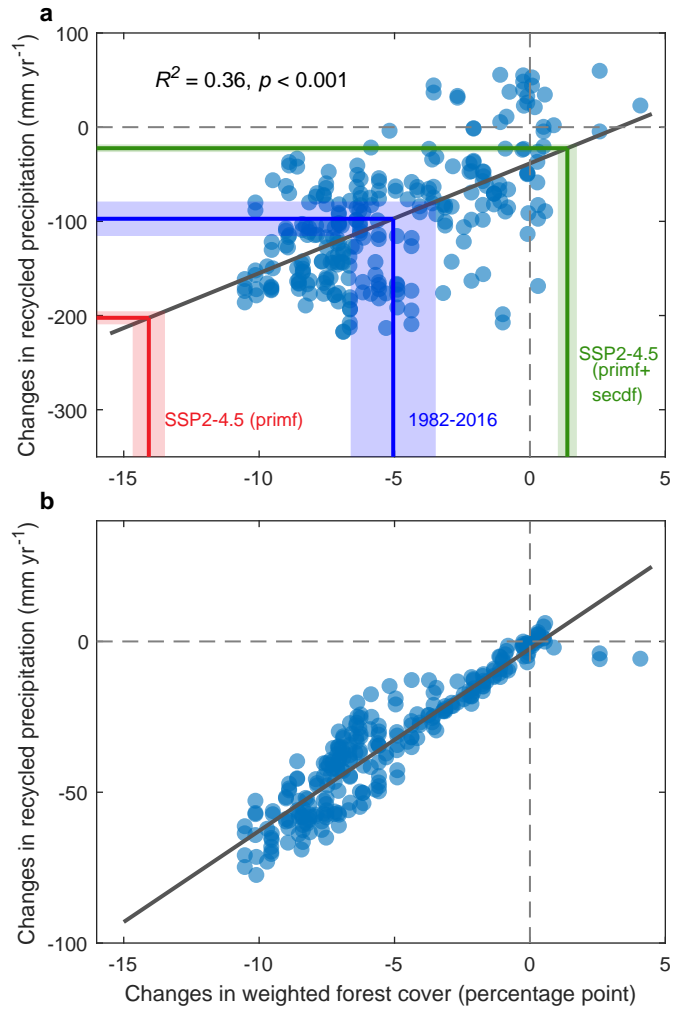 a
R² = 0.36, p < 0.001
Changes in recycled precipitation (mm yr⁻¹)
100
0
-100
-200
-300
SSP2-4.5 (primf)
1982-2016
SSP2-4.5
(primf+
secdf)
-15 -10 -5 0 5
b
Changes in recycled precipitation (mm yr⁻¹)
0
-50
-100
-15 -10 -5 0 5
Changes in weighted forest cover (percentage point)